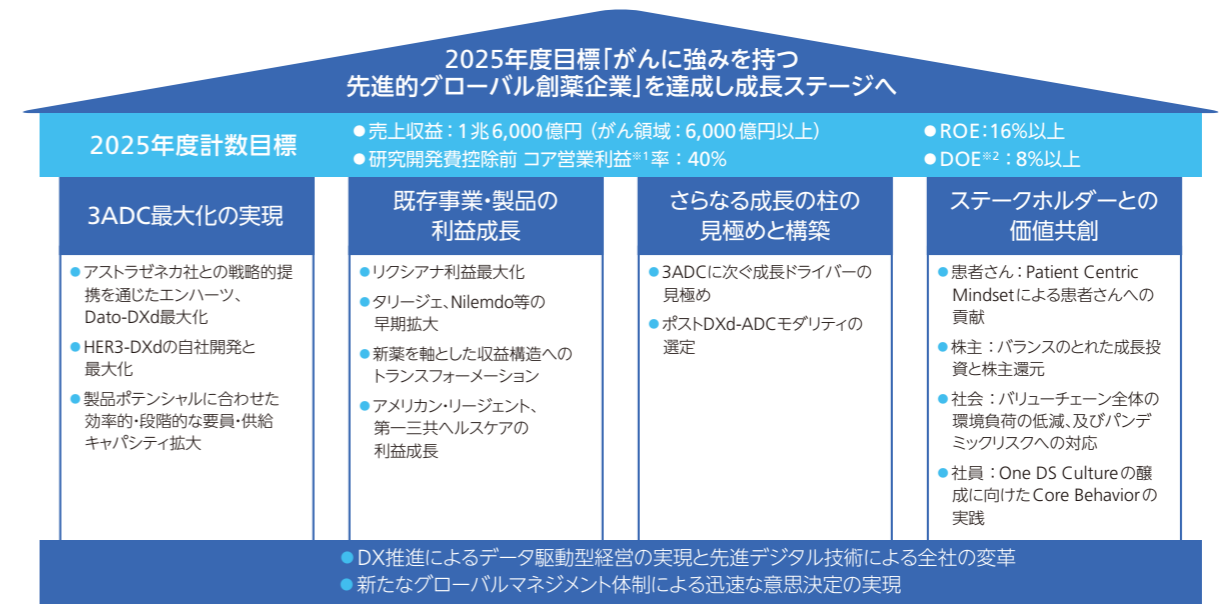 2025年度目標「がんに強みを持つ
先進的グローバル創薬企業」を達成し成長ステージへ
2025年度計数目標
●売上収益：1兆6,000億円（がん領域：6,000億円以上）
●研究開発費控除前 コア営業利益※1率：40%
●ROE：16%以上
●DOE※2：8%以上
3ADC最大化の実現
●アストラゼネカ社との戦略的提
携を通じたエンハーツ、
Dato-DXd最大化
●HER3-DXdの自社開発と
最大化
●製品ポテンシャルに合わせた
効率的・段階的な要員・供給
キャパシティ拡大
既存事業・製品の
利益成長
●リクシアナ利益最大化
●タリージェ、Nilemdo等の
早期拡大
●新薬を軸とした収益構造への
トランスフォーメーション
●アメリカン・リージェント、
第一三共ヘルスケアの
利益成長
さらなる成長の柱の
見極めと構築
●3ADCに次ぐ成長ドライバーの
見極め
●ポストDXd-ADCモダリティの
選定
ステークホルダーとの
価値共創
●患者さん：Patient Centric
Mindsetによる患者さんへの
貢献
●株主：バランスのとれた成長投
資と株主還元
●社会：バリューチェーン全体の
環境負荷の低減、及びパンデ
ミックリスクへの対応
●社員：One DS Cultureの醸
成に向けたCore Behaviorの
実践
●DX推進によるデータ駆動型経営の実現と先進デジタル技術による全社の変革
●新たなグローバルマネジメント体制による迅速な意思決定の実現